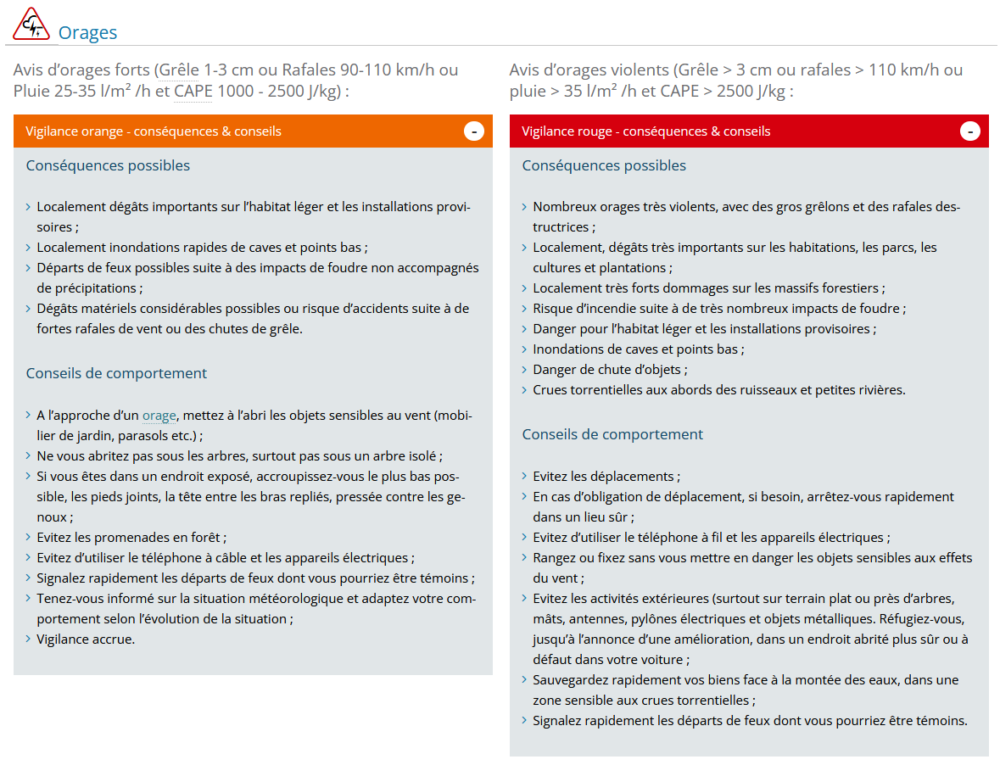 Orages
Avis d’orages forts (Grêle 1-3 cm ou Rafales 90-110 km/h ou
Pluie 25-35 l/m² /h et CAPE 1000 - 2500 J/kg) :
Vigilance orange - conséquences & conseils
-
Conséquences possibles
› Localement dégâts importants sur l’habitat léger et les installations provi-
soires ;
› Localement inondations rapides de caves et points bas ;
› Départs de feux possibles suite à des impacts de foudre non accompagnés
de précipitations ;
› Dégâts matériels considérables possibles ou risque d’accidents suite à de
fortes rafales de vent ou des chutes de grêle.
Conseils de comportement
› A l’approche d’un orage, mettez à l’abri les objets sensibles au vent (mobi-
lier de jardin, parasols etc.) ;
› Ne vous abritez pas sous les arbres, surtout pas sous un arbre isolé ;
› Si vous êtes dans un endroit exposé, accroupissez-vous le plus bas pos-
sible, les pieds joints, la tête entre les bras repliés, pressée contre les ge-
noux ;
› Evitez les promenades en forêt ;
› Evitez d’utiliser le téléphone à câble et les appareils électriques ;
› Signalez rapidement les départs de feux dont vous pourriez être témoins ;
› Tenez-vous informé sur la situation météorologique et adaptez votre com-
portement selon l’évolution de la situation ;
› Vigilance accrue.
Avis d’orages violents (Grêle > 3 cm ou rafales > 110 km/h ou
pluie > 35 l/m² /h et CAPE > 2500 J/kg :
Vigilance rouge - conséquences & conseils
-
Conséquences possibles
› Nombreux orages très violents, avec des gros grêlons et des rafales des-
tructrices ;
› Localement, dégâts très importants sur les habitations, les parcs, les
cultures et plantations ;
› Localement très forts dommages sur les massifs forestiers ;
› Risque d’incendie suite à de très nombreux impacts de foudre ;
› Danger pour l’habitat léger et les installations provisoires ;
› Inondations de caves et points bas ;
› Danger de chute d’objets ;
› Crues torrentielles aux abords des ruisseaux et petites rivières.
Conseils de comportement
› Evitez les déplacements ;
› En cas d’obligation de déplacement, si besoin, arrêtez-vous rapidement
dans un lieu sûr ;
› Evitez d’utiliser le téléphone à fil et les appareils électriques ;
› Rangez ou fixez sans vous mettre en danger les objets sensibles aux effets
du vent ;
› Evitez les activités extérieures (surtout sur terrain plat ou près d’arbres,
mâts, antennes, pylônes électriques et objets métalliques. Réfugiez-vous,
jusqu’à l’annonce d’une amélioration, dans un endroit abrité plus sûr ou à
défaut dans votre voiture ;
› Sauvegardez rapidement vos biens face à la montée des eaux, dans une
zone sensible aux crues torrentielles ;
› Signalez rapidement les départs de feux dont vous pourriez être témoins.